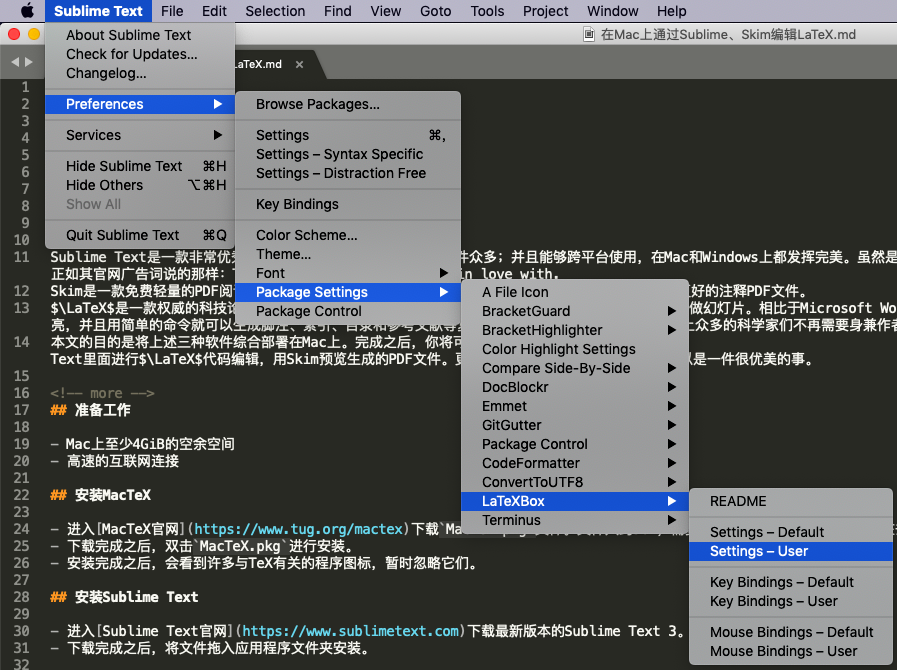 Sublime Text File Edit Selection Find View Goto Tools Project Window Help
在Mac上通过Sublime、Skim编辑LaTeX.md
About Sublime Text
Check for Updates...
Changelog...
Preferences
Services
Hide Sublime Text ⌘H
Hide Others ⌥⌘H
Show All
Quit Sublime Text ⌘Q
LaTeX.md ×
Browse Packages...
Settings ⌘,
Settings – Syntax Specific
Settings – Distraction Free
Key Bindings
Color Scheme...
Theme...
Font
Package Settings
Package Control
A File Icon
BracketGuard
BracketHighlighter
Color Highlight Settings
Compare Side-By-Side
DocBlockr
Emmet
GitGutter
Package Control
CodeFormatter
ConvertToUTF8
LaTeXBox
Terminus
README
Settings – Default
Settings – User
Key Bindings – Default
Key Bindings – User
Mouse Bindings – Default
Mouse Bindings – User
1
2
3
4
5
6
7
8
9
10
11 Sublime Text是一款非常优 件众多；并且能够跨平台使用，在Mac和Windows上都发挥完美。虽然是
正如其官网广告词说的那样： in love with.
12 Skim是一款免费轻量的PDF阅 好的注释PDF文件。
13 $\LaTeX$是一款权威的科技论 做幻灯片。相比于Microsoft Wo
亮，并且用简单的命令就可以 上众多的科学家们不再需要身兼作者
14 本文的目的是将上述三种软件综合部署在Mac上。完成之后，你将可
Text里面进行$\LaTeX$代码编辑，用Skim预览生成的PDF文件。 是一件很优美的事。
15
16 <!-- more -->
17 ## 准备工作
18
19 - Mac上至少4GiB的空余空间
20 - 高速的互联网连接
21
22 ## 安装MacTeX
23
24 - 进入[MacTeX官网](https://www.tug.org/mactex)下载`Mac
25 - 下载完成之后，双击`MacTeX.pkg`进行安装。
26 - 安装完成之后，会看到许多与TeX有关的程序图标，暂时忽略它们。
27
28 ## 安装Sublime Text
29
30 - 进入[Sublime Text官网](https://www.sublimetext.com)下载最新版本的Sublime Text 3。
31 - 下载完成之后，将文件拖入应用程序文件夹安装。
32